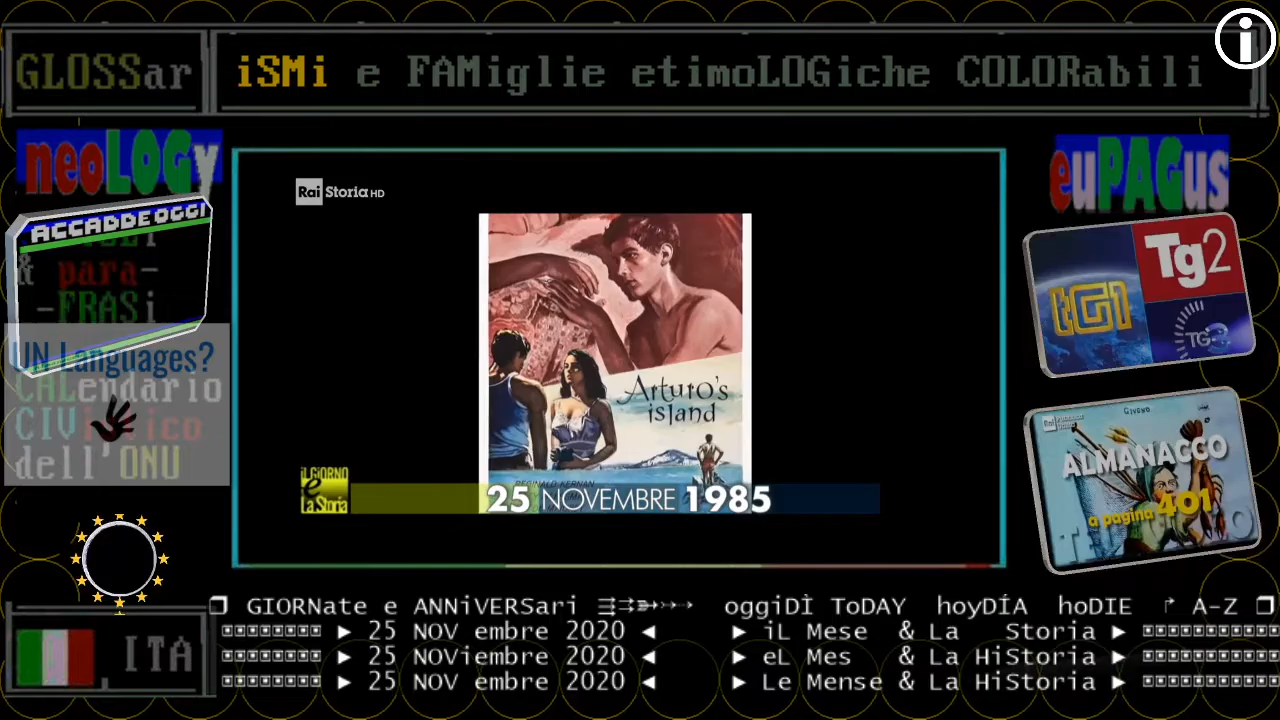 GLOSSar
iSMi e FAMiglie etimoLOGiche COLORabili
neoLOGy
ACCADDE OGGI
& para-
-FRASi
UN Languages?
CALendario
CIVico
dell'ONU
ITA
Rai Storia HD
Arturo's
island
REGINALD KERNAN
iL GiORNO
e
La Storia
25 NOVEMBRE 1985
euPAGus
tG1
Tg2
TG3
GIUGNO
ALMANACCO
a pagina 401
GIORNate e ANNiVERSari
oggiDÌ ToDAY hoyDÍA hoDIE
A-Z
25 NOV embre 2020
iL Mese & La Storia
25 NOViembre 2020
eL Mes & La HiStoria
25 NOV embre 2020
Le Mense & La HiStoria